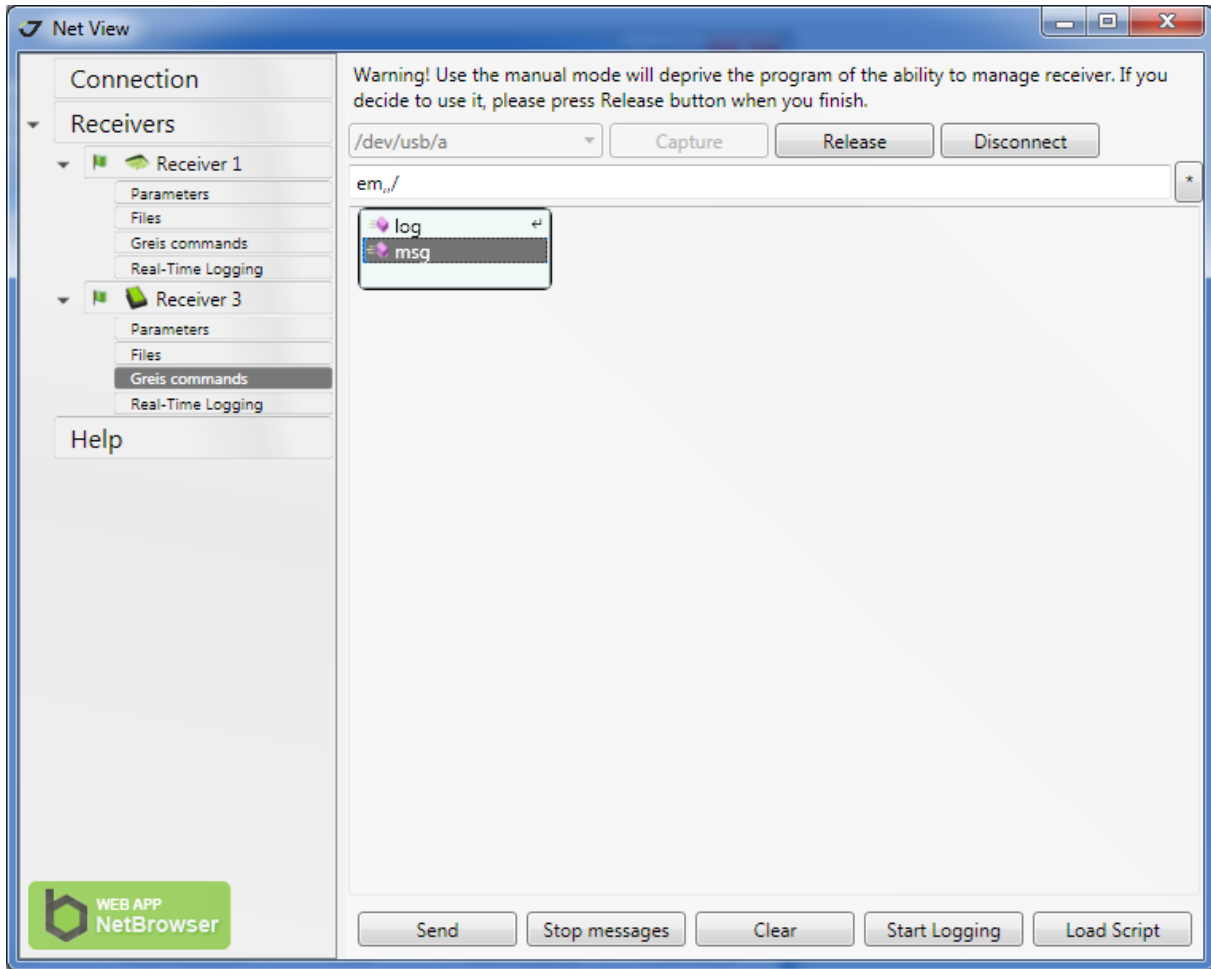 Net View
Connection
Receivers
Receiver 1
Parameters
Files
Greis commands
Real-Time Logging
Receiver 3
Parameters
Files
Greis commands
Real-Time Logging
Help
WEB APP
NetBrowser
Warning! Use the manual mode will deprive the program of the ability to manage receiver. If you
decide to use it, please press Release button when you finish.
/dev/usb/a Capture Release Disconnect
em,,/ *
log ↵
msg
Send Stop messages Clear Start Logging Load Script